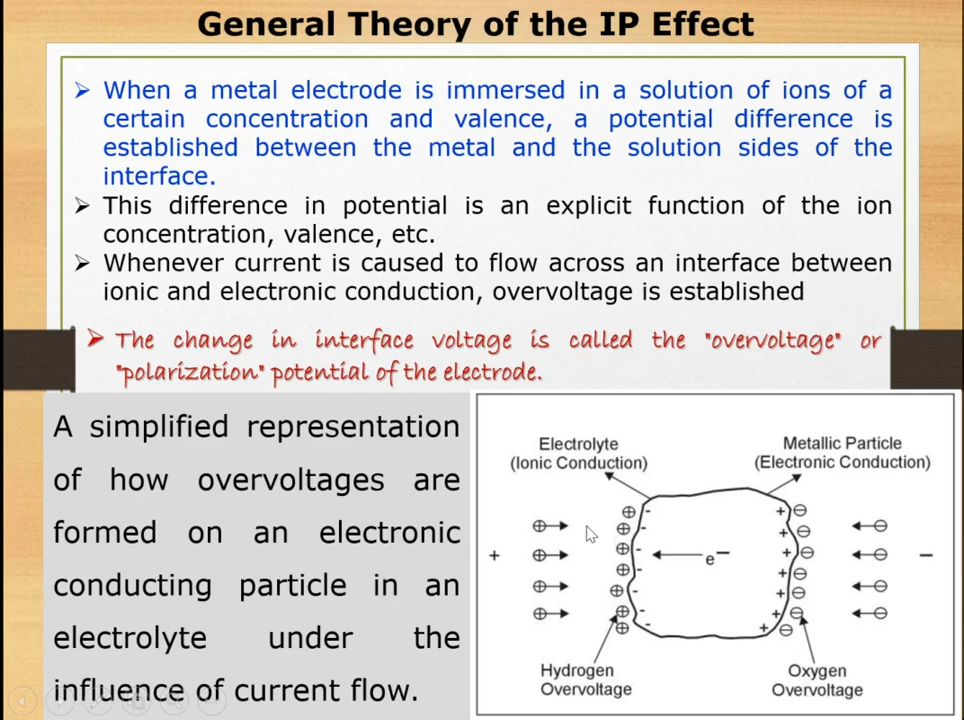 General Theory of the IP Effect
➢ When a metal electrode is immersed in a solution of ions of a
certain concentration and valence, a potential difference is
established between the metal and the solution sides of the
interface.
➢ This difference in potential is an explicit function of the ion
concentration, valence, etc.
➢ Whenever current is caused to flow across an interface between
ionic and electronic conduction, overvoltage is established
➢ The change in interface voltage is called the "overvoltage" or
"polarization" potential of the electrode.
A simplified representation
of how overvoltages are
formed on an electronic
conducting particle in an
electrolyte under the
influence of current flow.
Electrolyte
(Ionic Conduction)
Metallic Particle
(Electronic Conduction)
+
e−
−
Hydrogen
Overvoltage
Oxygen
Overvoltage